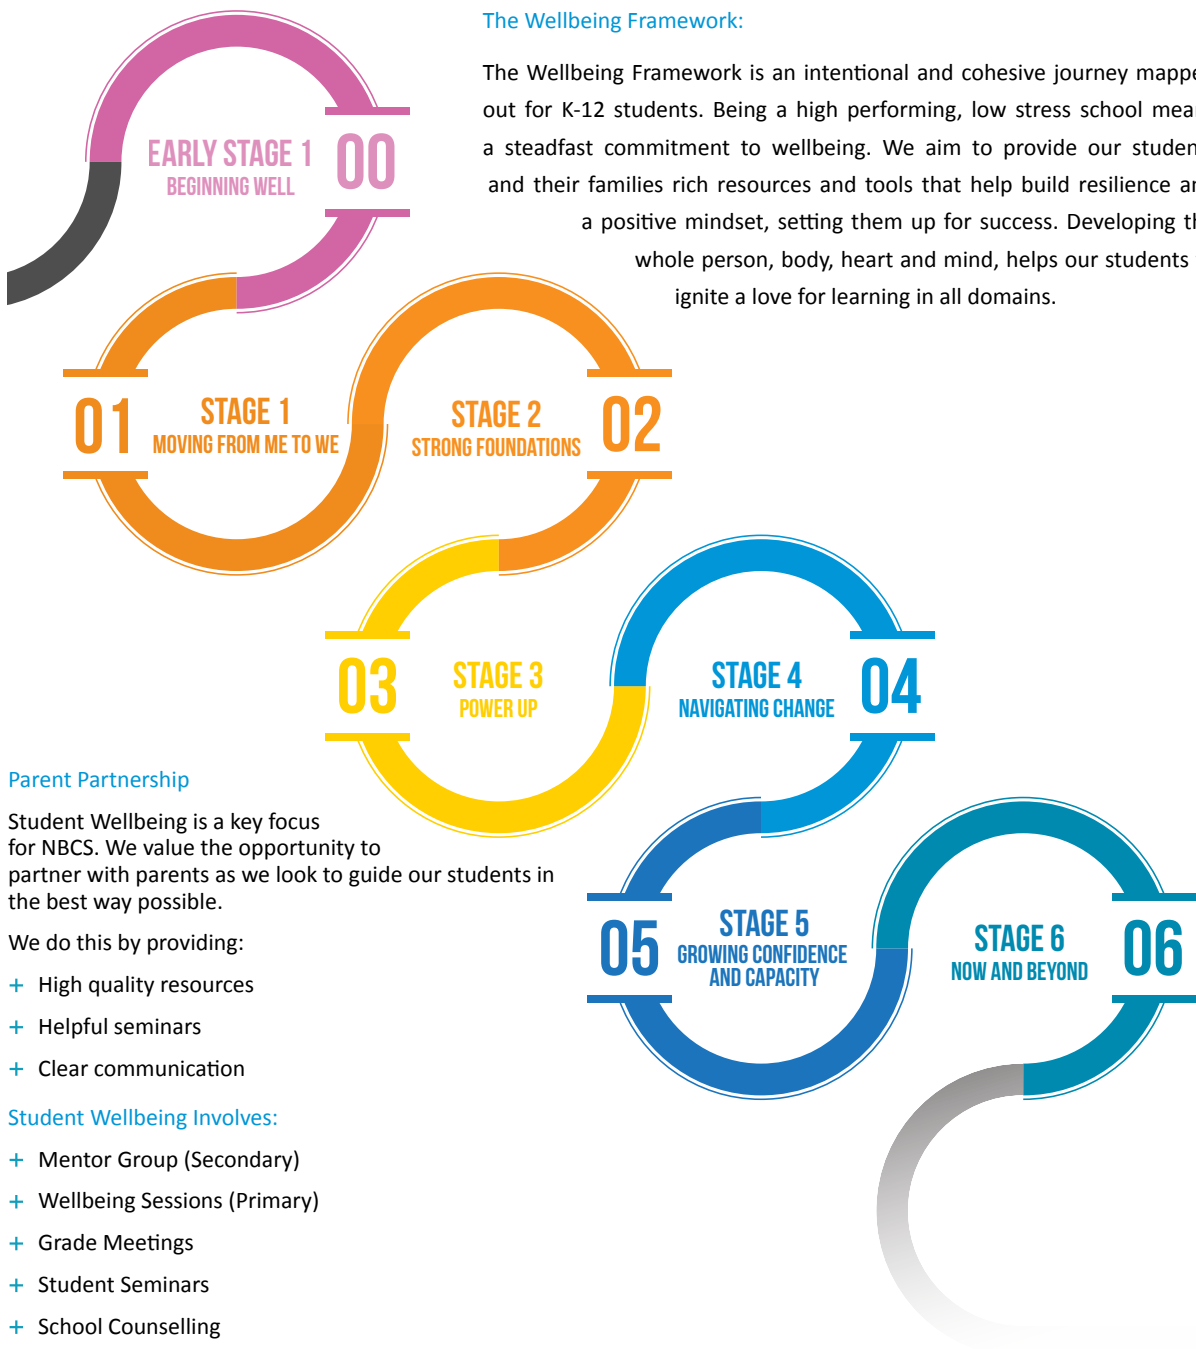 The Wellbeing Framework:
The Wellbeing Framework is an intentional and cohesive journey mappe
out for K-12 students. Being a high performing, low stress school mean
a steadfast commitment to wellbeing. We aim to provide our studen
and their families rich resources and tools that help build resilience an
a positive mindset, setting them up for success. Developing th
whole person, body, heart and mind, helps our students
ignite a love for learning in all domains.
EARLY STAGE 1
BEGINNING WELL
00
01
STAGE 1
MOVING FROM ME TO WE
STAGE 2
STRONG FOUNDATIONS
02
03
STAGE 3
POWER UP
STAGE 4
NAVIGATING CHANGE
04
05
STAGE 5
GROWING CONFIDENCE
AND CAPACITY
STAGE 6
NOW AND BEYOND
06
Parent Partnership
Student Wellbeing is a key focus
for NBCS. We value the opportunity to
partner with parents as we look to guide our students in
the best way possible.
We do this by providing:
+ High quality resources
+ Helpful seminars
+ Clear communication
Student Wellbeing Involves:
+ Mentor Group (Secondary)
+ Wellbeing Sessions (Primary)
+ Grade Meetings
+ Student Seminars
+ School Counselling